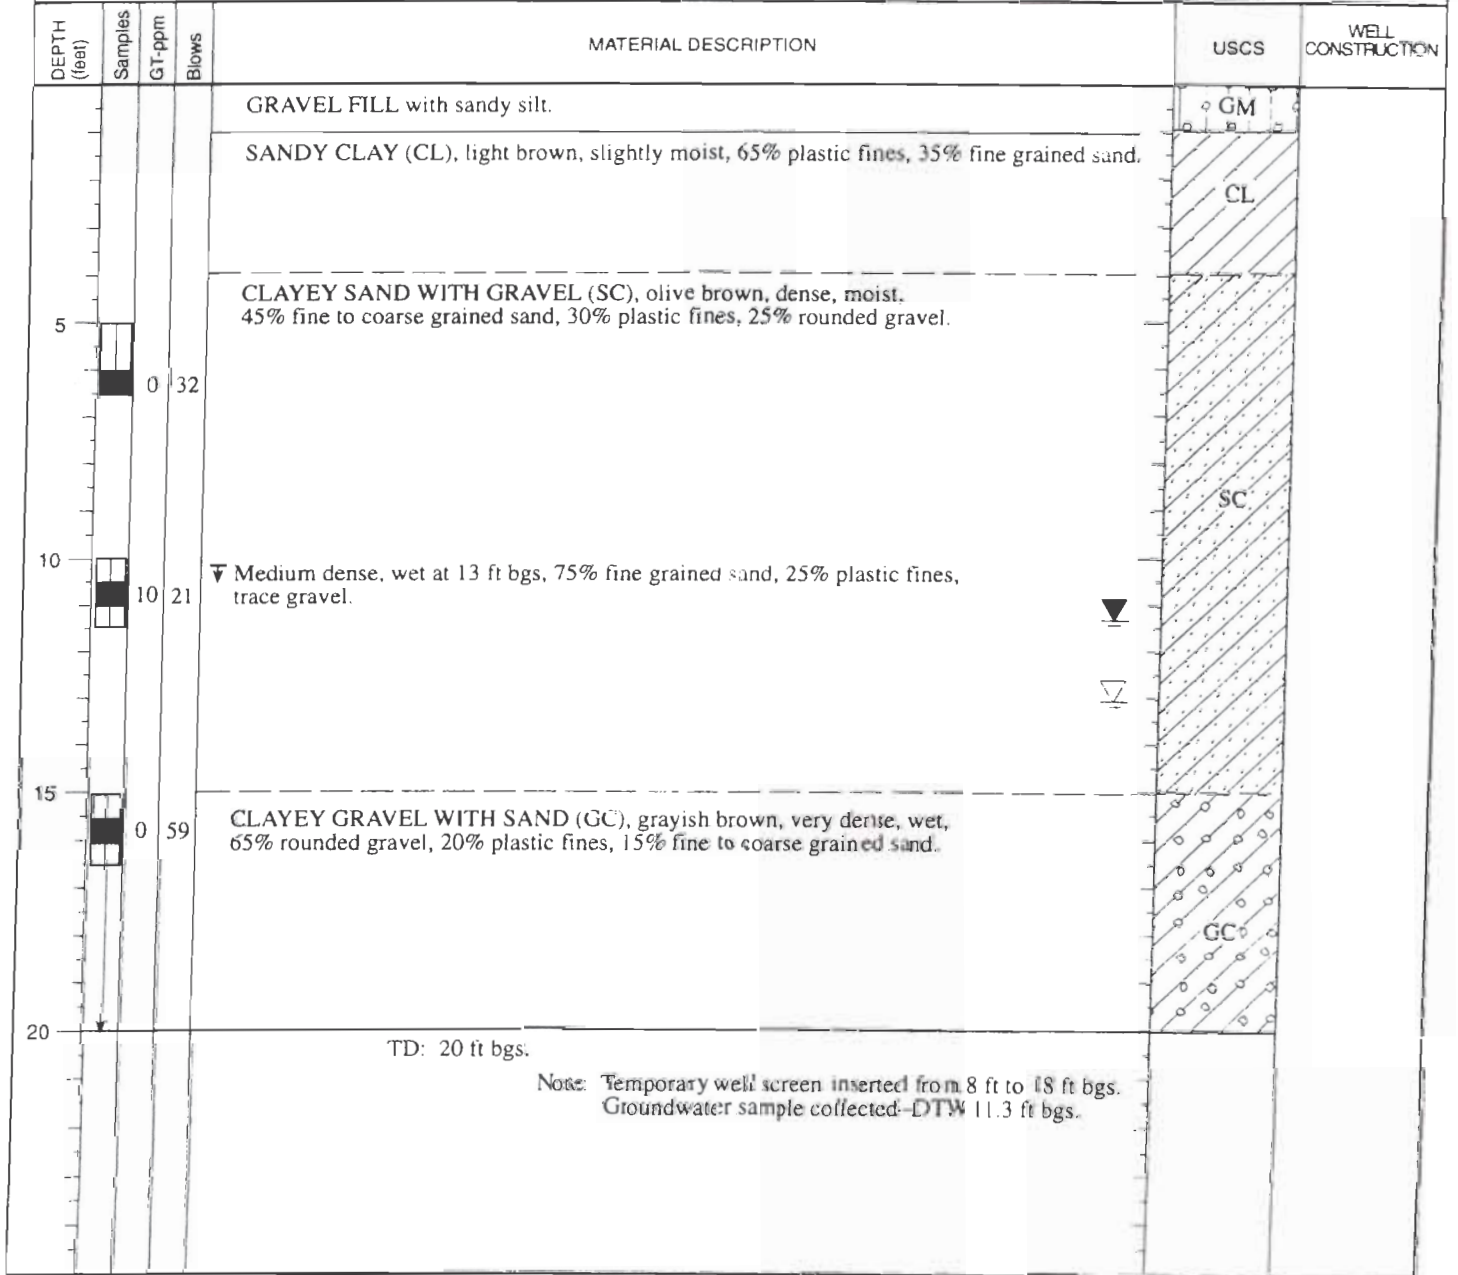 DEPTH (feet) Samples GT-ppm Blows MATERIAL DESCRIPTION USCS WELL CONSTRUCTION
GRAVEL FILL with sandy silt. GM
SANDY CLAY (CL), light brown, slightly moist, 65% plastic fines, 35% fine grained sand.
CL
CLAYEY SAND WITH GRAVEL (SC), olive brown, dense, moist.
5 45% fine to coarse grained sand, 30% plastic fines, 25% rounded gravel.
0 32
SC
10 Medium dense, wet at 13 ft bgs, 75% fine grained sand, 25% plastic fines,
10 21 trace gravel.
15
0 59 CLAYEY GRAVEL WITH SAND (GC), grayish brown, very dense, wet,
65% rounded gravel, 20% plastic fines, 15% fine to coarse grained sand.
GC
20
TD: 20 ft bgs.
Note: Temporary well screen inserted from 8 ft to 18 ft bgs.
Groundwater sample collected-DTW 11.3 ft bgs.